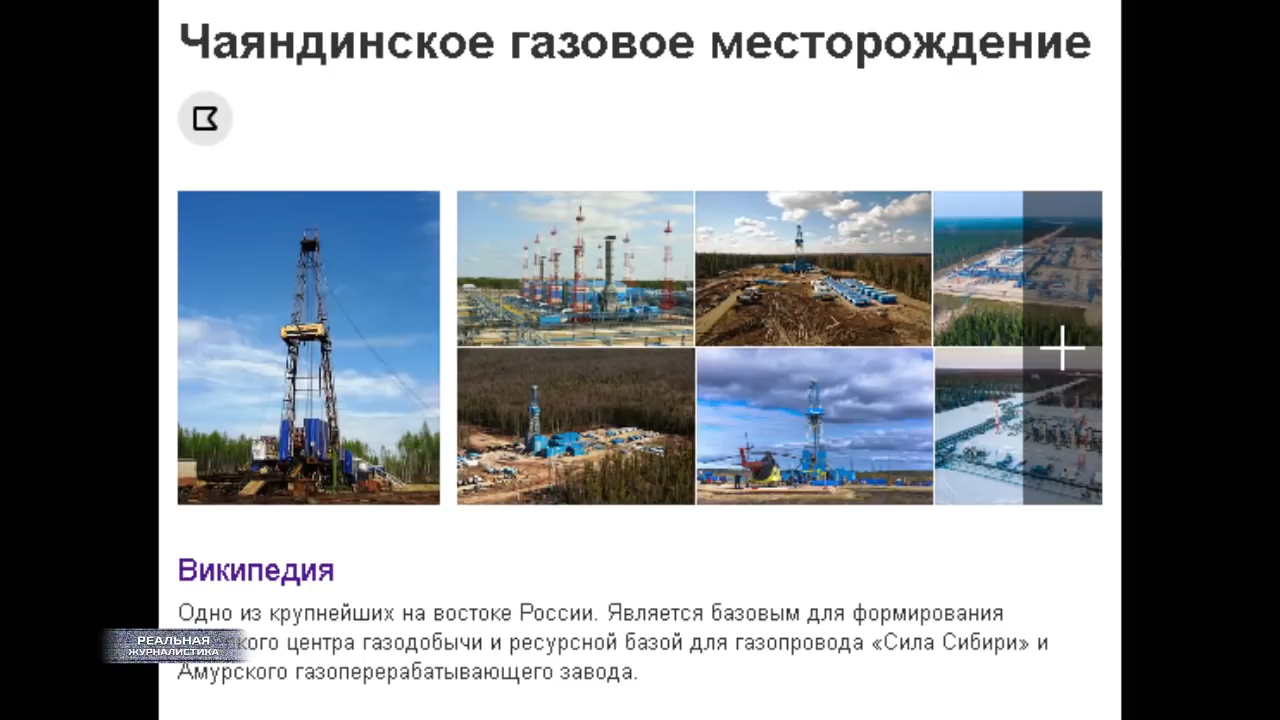 Чаяндинское газовое месторождение
Википедия
Одно из крупнейших на востоке России. Является базовым для формирования
центра газодобычи и ресурсной базой для газопровода «Сила Сибири» и
Амурского газоперерабатывающего завода.
РЕАЛЬНАЯ
ЖУРНАЛИСТИКА